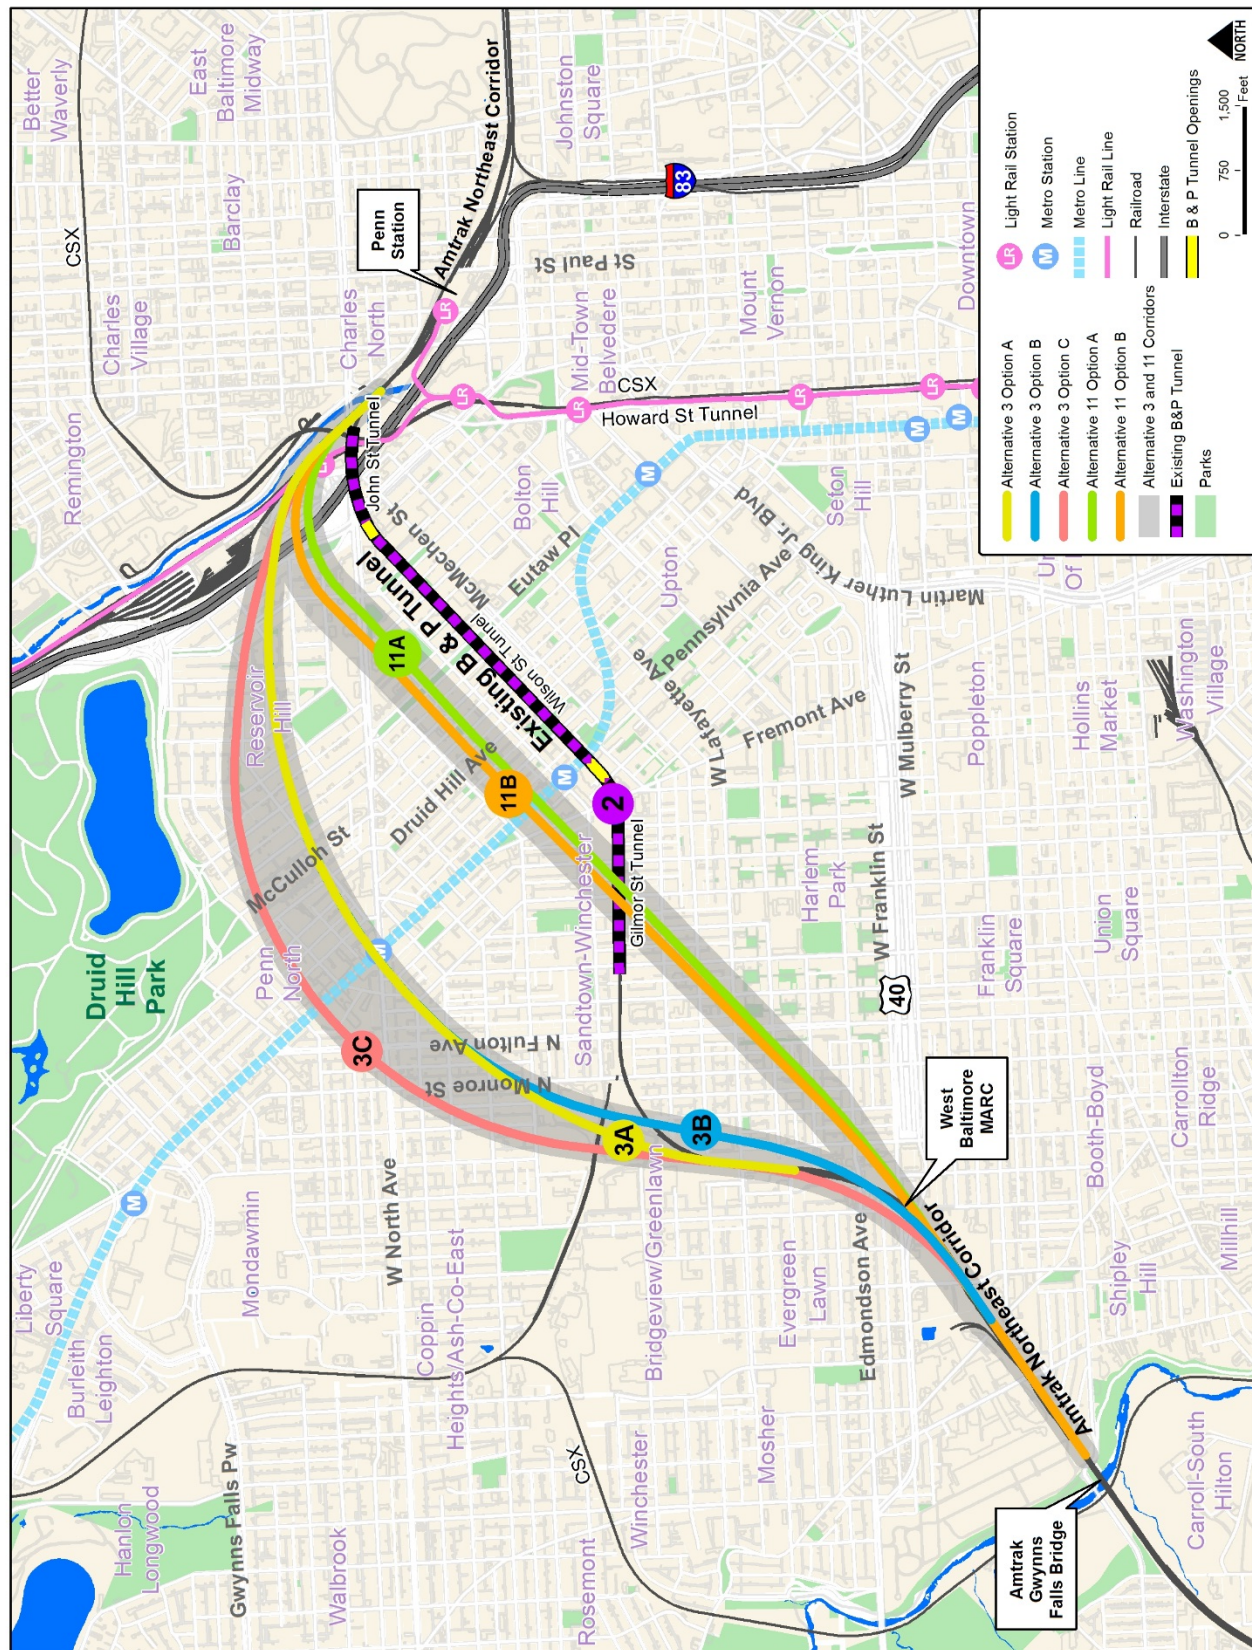 Liberty
Square
Burleith
Leighton
Hanlon
Longwood
Gwynns Falls Pw
Walbrook
Mondawmin
W North Ave
Coppin
Heights/Ash-Co-East
Rosemont
Winchester
CSX
Mosher
Bridgeview/Greenlawn
Evergreen
Lawn
Edmondson Ave
Amtrak
Gwynns
Falls Bridge
Amtrak Northeast Corridor
Carroll-South
Hilton
Shipley
Hill
Millhill
Booth-Boyd
Carrollton
Ridge
West
Baltimore
MARC
Druid
Hill
Park
Penn
North
McCulloh St
3C
N Fulton Ave
N Monroe St
3A
3B
Sandtown-Winchester
Gilmor St Tunnel
2
11B
11A
Druid Hill Ave
Reservoir
Hill
Existing B & P Tunnel
Wilson St Tunnel
John St Tunnel
McMechen St
Eutaw Pl
Bolton
Hill
Upton
W Lafayette Ave
Pennsylvnia Ave
Fremont Ave
Martin Luther King Jr. Blvd
Seton
Hill
Harlem
Park
W Franklin St
W Mulberry St
40
Franklin
Square
Union
Square
Poppleton
Hollins
Market
Washington
Village
Un
Of
Remington
Charles
Village
CSX
Better
Waverly
East
Baltimore
Midway
Barclay
Charles
North
Penn
Station
Amtrak Northeast Corridor
Johnston
Square
83
St Paul St
Mid-Town
Belvedere
CSX
Howard St Tunnel
Mount
Vernon
Downtown
M
M
M
M
M
M
M
LR
LR
LR
LR
LR
LR
Alternative 3 Option A
Alternative 3 Option B
Alternative 3 Option C
Alternative 11 Option A
Alternative 11 Option B
Alternative 3 and 11 Corridors
Existing B&P Tunnel
Parks
LR Light Rail Station
M Metro Station
Metro Line
Light Rail Line
Railroad
Interstate
B & P Tunnel Openings
0 750 1,500
Feet
NORTH